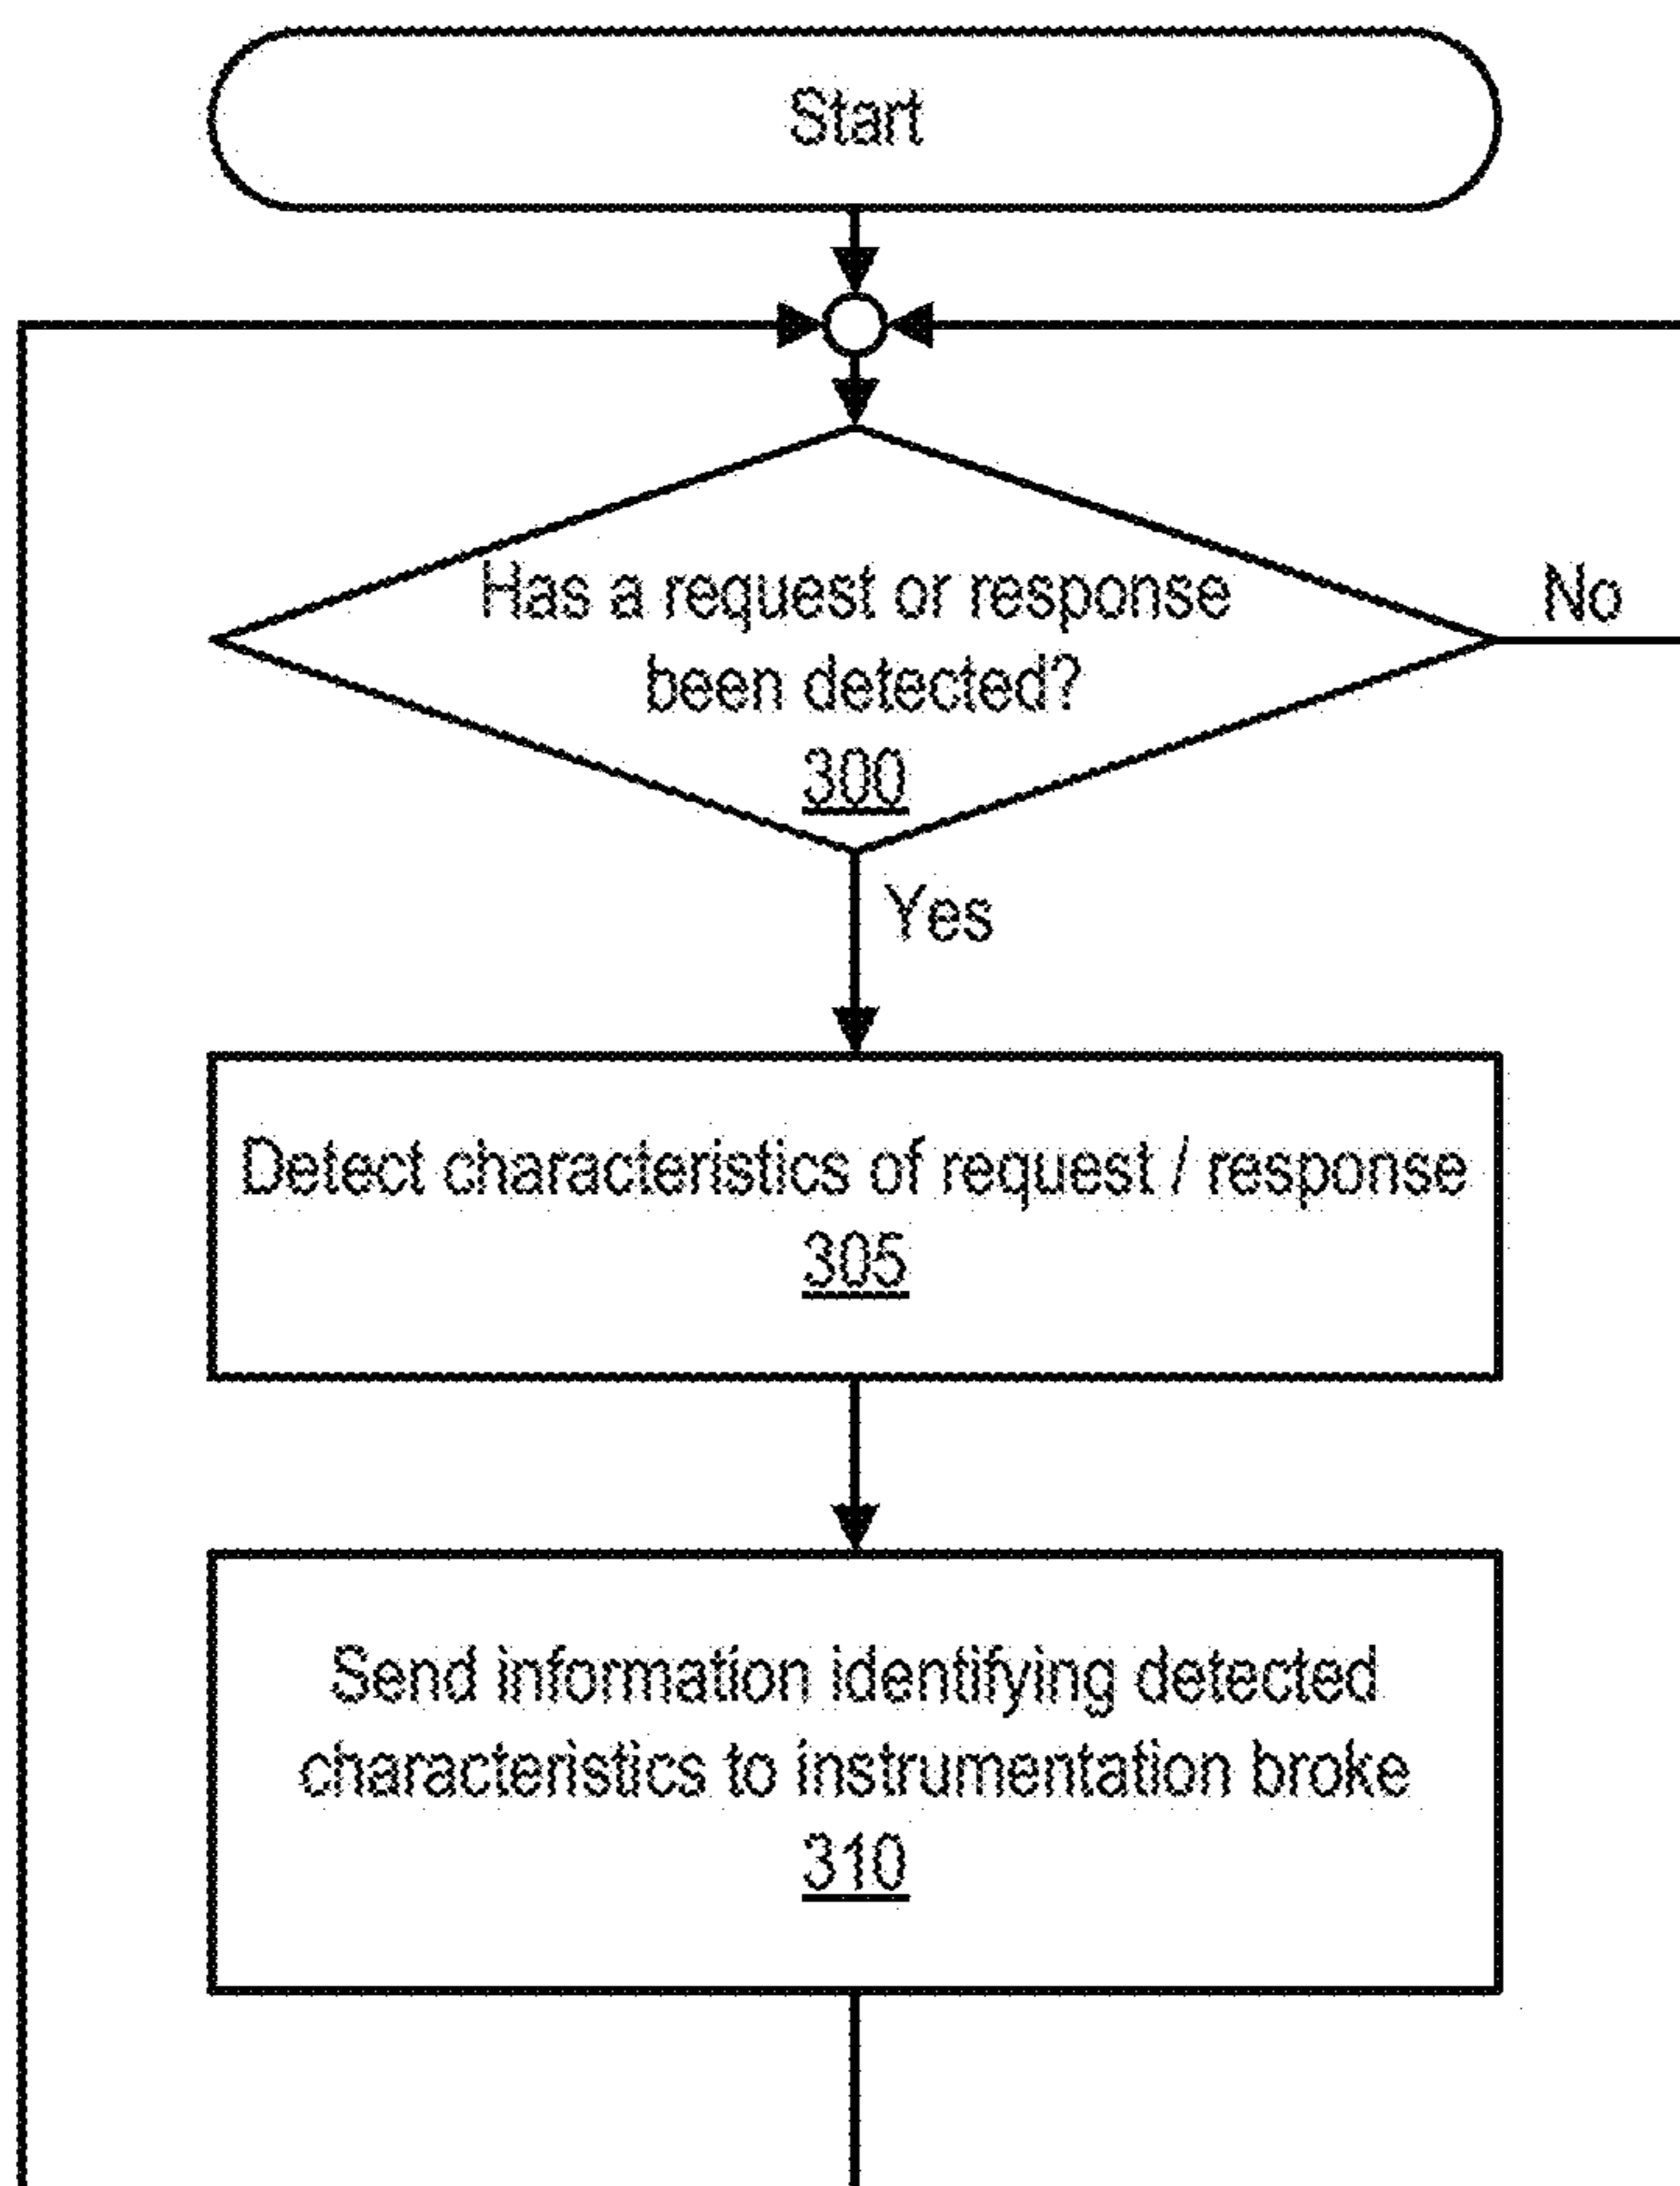 Start
Has a request or response
No
been detected?
300
Yes
Detect characteristics of request / response
305
Send information identifying detected
characteristics to instrumentation broke
310